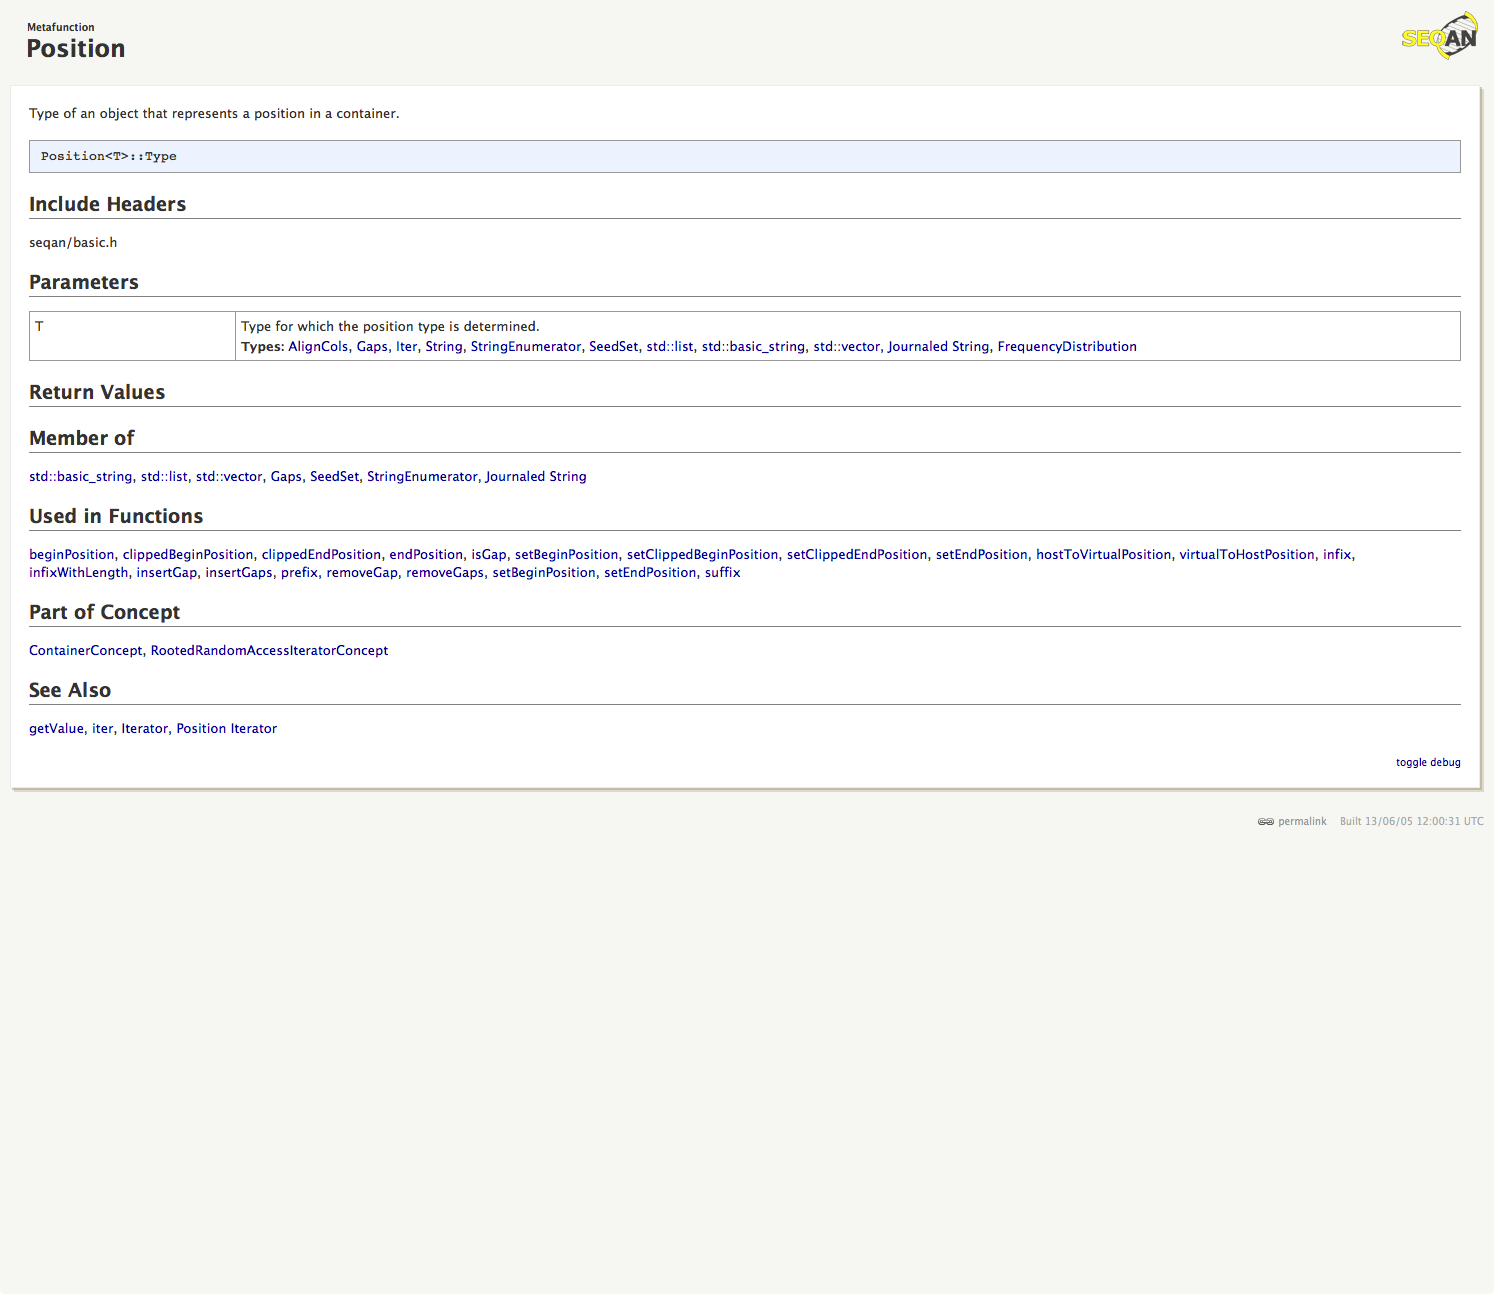 Metafunction
Position
SEQAN
Type of an object that represents a position in a container.
Position<T>::Type
Include Headers
seqan/basic.h
Parameters
T
Type for which the position type is determined.
Types: AlignCols, Gaps, Iter, String, StringEnumerator, SeedSet, std::list, std::basic_string, std::vector, Journaled String, FrequencyDistribution
Return Values
Member of
std::basic_string, std::list, std::vector, Gaps, SeedSet, StringEnumerator, Journaled String
Used in Functions
beginPosition, clippedBeginPosition, clippedEndPosition, endPosition, isGap, setBeginPosition, setClippedBeginPosition, setClippedEndPosition, setEndPosition, hostToVirtualPosition, virtualToHostPosition, infix,
infixWithLength, insertGap, insertGaps, prefix, removeGap, removeGaps, setBeginPosition, setEndPosition, suffix
Part of Concept
ContainerConcept, RootedRandomAccessIteratorConcept
See Also
getValue, iter, Iterator, Position Iterator
toggle debug
permalink Built 13/06/05 12:00:31 UTC